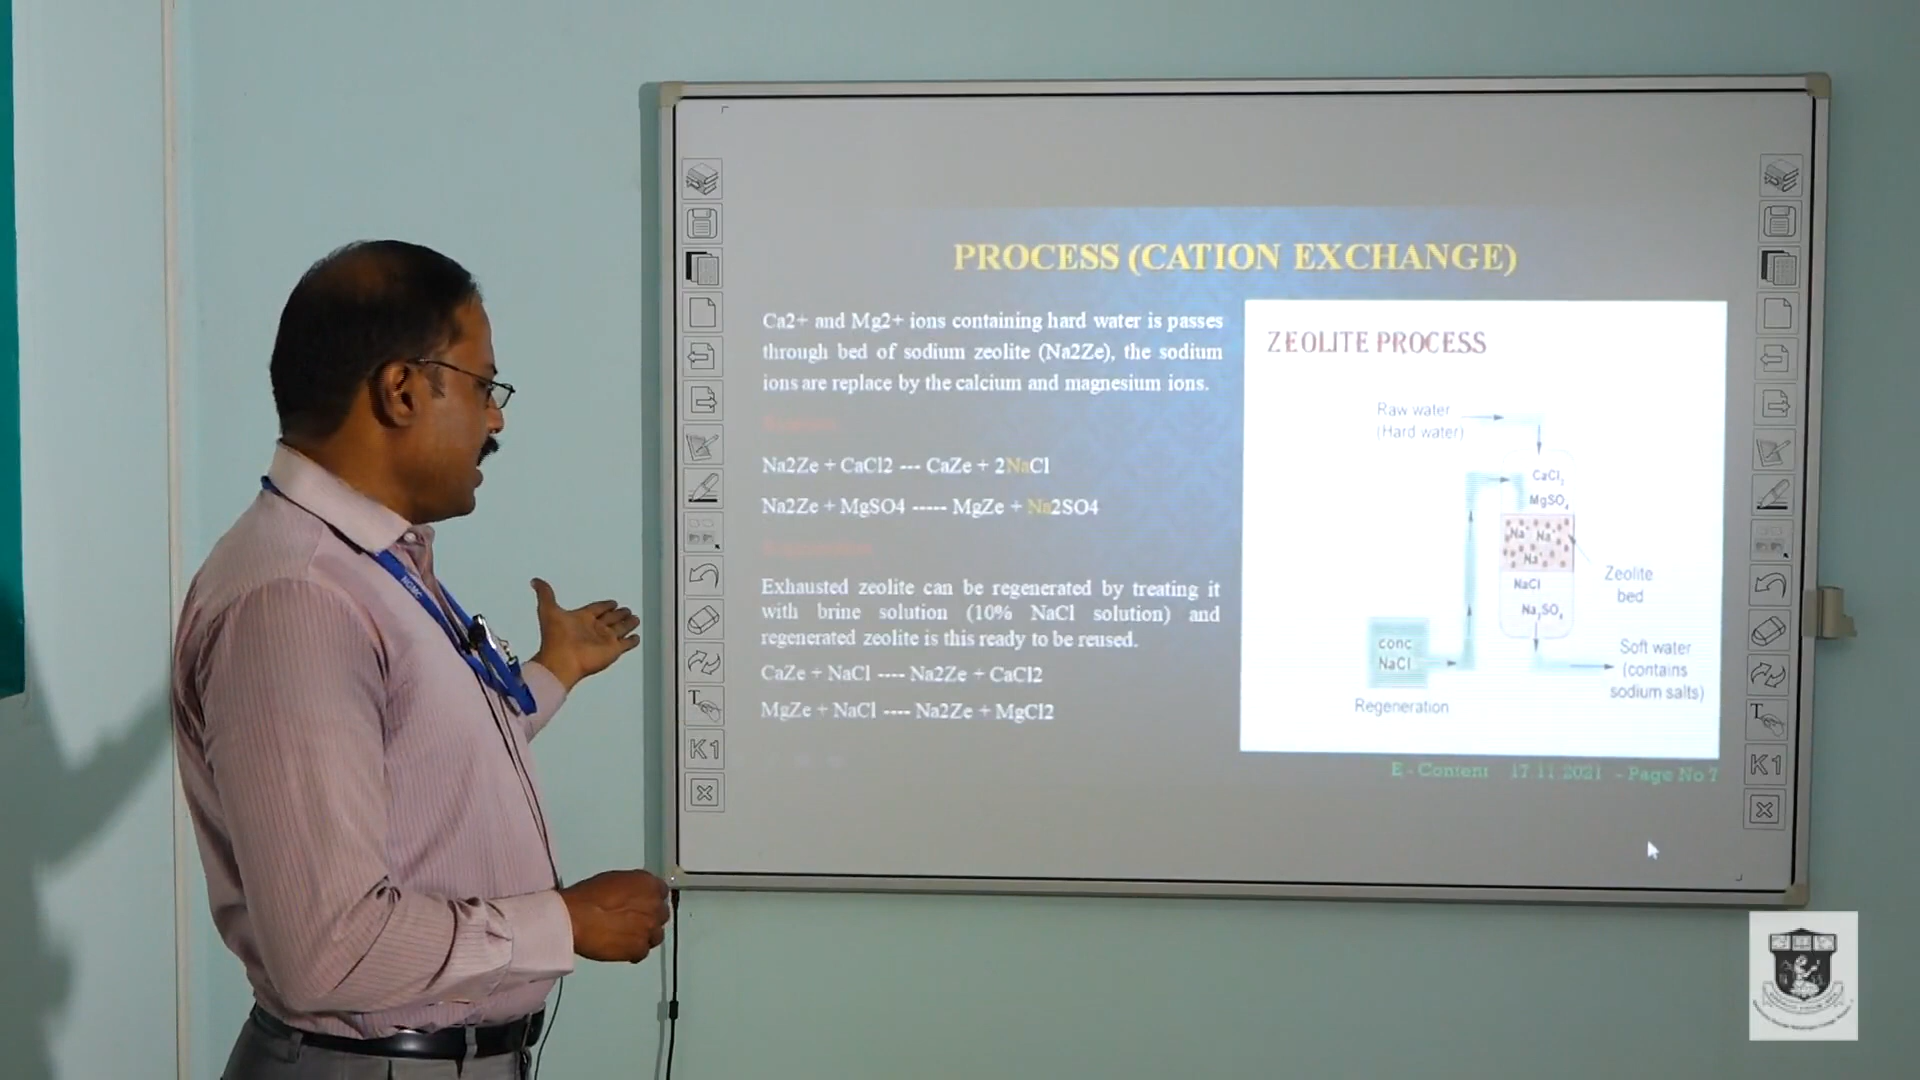 PROCESS (CATION EXCHANGE)
Ca2+ and Mg2+ ions containing hard water is passes
through bed of sodium zeolite (Na2Ze), the sodium
ions are replace by the calcium and magnesium ions.
Na2Ze + CaCl2 --- CaZe + 2NaCl
Na2Ze + MgSO4 ----- MgZe + Na2SO4
Exhausted zeolite can be regenerated by treating it
with brine solution (10% NaCl solution) and
regenerated zeolite is this ready to be reused.
CaZe + NaCl ---- Na2Ze + CaCl2
MgZe + NaCl ---- Na2Ze + MgCl2
ZEOLITE PROCESS
Raw water
(Hard water)
CaCl₂
MgSO₄
Na⁺ Na⁺
Na⁺
NaCl
Na₂SO₄
Zeolite
bed
conc
NaCl
Regeneration
Soft water
(contains
sodium salts)
E - Content 17.11.2021 - Page No 7
K1
K1
T
T
NGMC